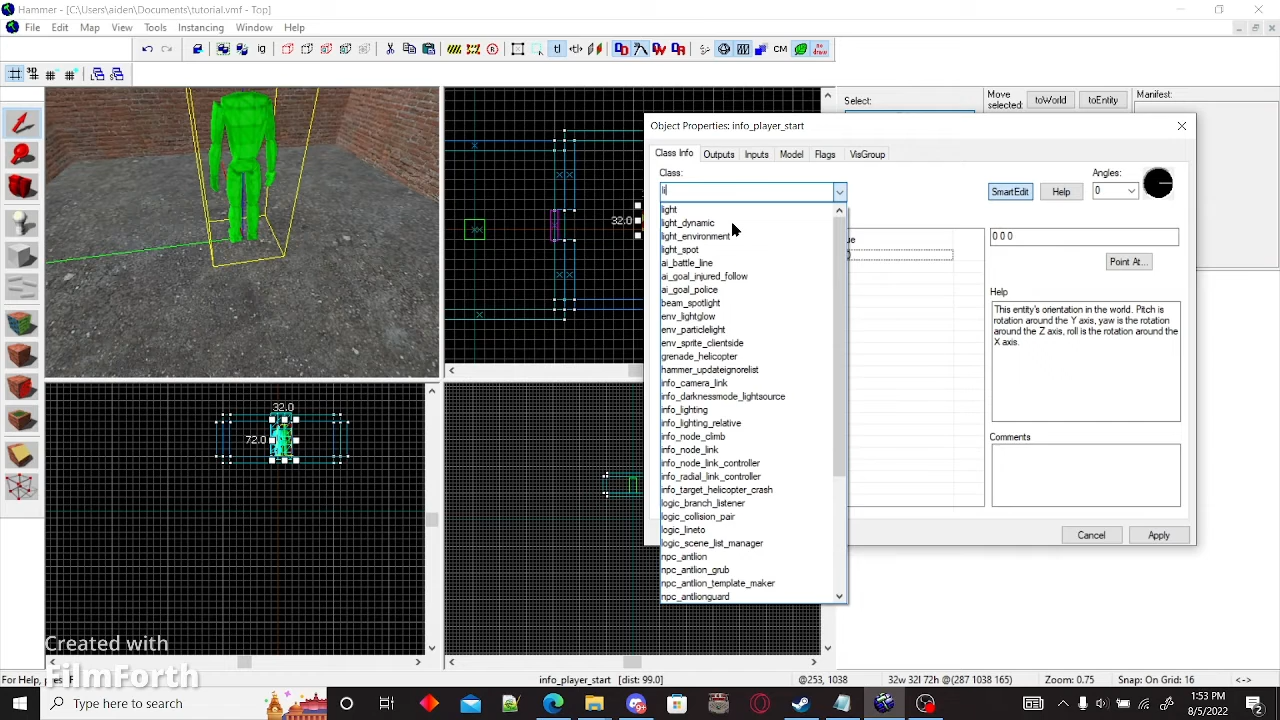 Hammer - [C:\Users\aiden\Documents\tutorial.vmf - Top]
File Edit Map View Tools Instancing Window Help
CM
Select:
Move selected:
toWorld
toEntity
Manifest:
Object Properties: info_player_start
Class Info Outputs Inputs Model Flags VisGroup
Class:
li
SmartEdit
Help
Angles:
0
light
light_dynamic
light_environment
light_spot
ai_battle_line
ai_goal_injured_follow
ai_goal_police
beam_spotlight
env_lightglow
env_particlelight
env_sprite_clientside
grenade_helicopter
hammer_updateignorelist
info_camera_link
info_darknessmode_lightsource
info_lighting
info_lighting_relative
info_node_climb
info_node_link
info_node_link_controller
info_radial_link_controller
info_target_helicopter_crash
logic_branch_listener
logic_collision_pair
logic_lineto
logic_scene_list_manager
npc_antlion
npc_antlion_grub
npc_antlion_template_maker
npc_antlionguard
ue
0 0 0
Point At...
Help
This entity's orientation in the world. Pitch is
rotation around the Y axis, yaw is the rotation
around the Z axis, roll is the rotation around the
X axis.
Comments
Cancel
Apply
32.0
32.0
72.0
Created with
FilmForth
info_player_start [dist: 99.0]
@253, 1038
32w 32l 72h @(287 1038 165)
Zoom: 0.75
Snap: On Grid: 16
<->
Type here to search
1:53 PM
8/5/2022